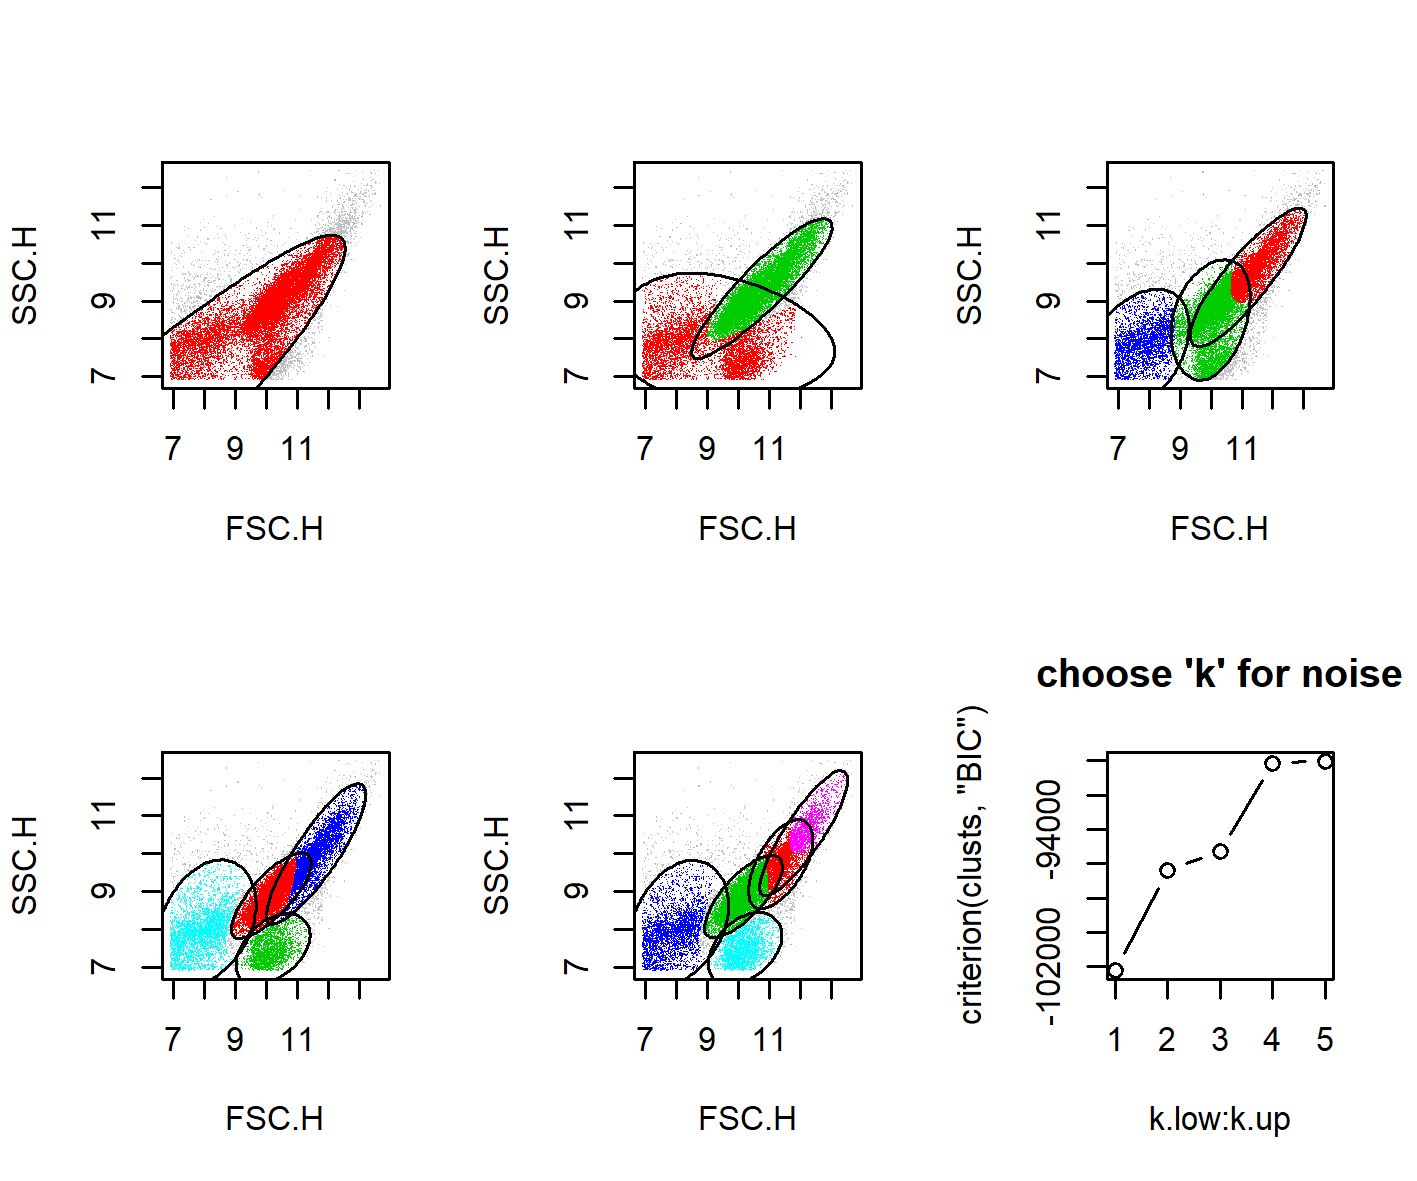 SSC.H
11
9
7
7 9 11
FSC.H
SSC.H
11
9
7
7 9 11
FSC.H
SSC.H
11
9
7
7 9 11
FSC.H
SSC.H
11
9
7
7 9 11
FSC.H
SSC.H
11
9
7
7 9 11
FSC.H
choose 'k' for noise
criterion(clusts, "BIC")
-94000
-102000
1 2 3 4 5
k.low:k.up